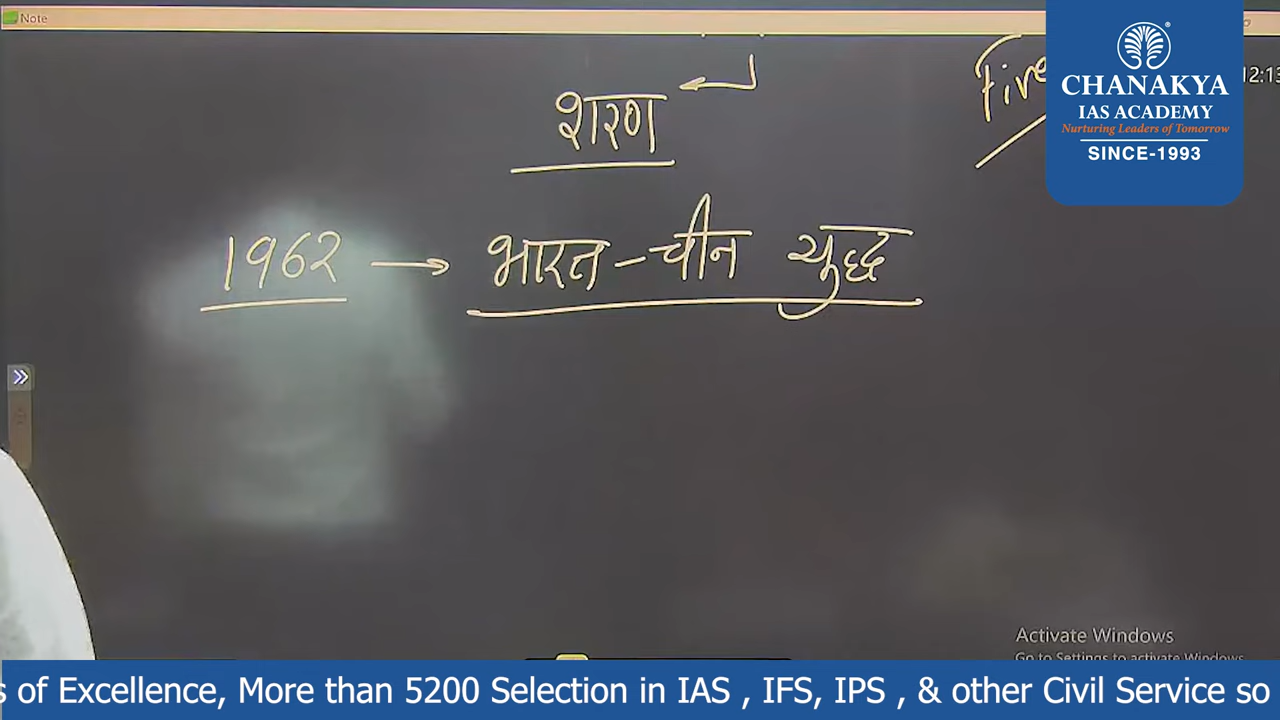 Note
Fire
12:13
शरण
1962 → भारत-चीन युद्ध
CHANAKYA
IAS ACADEMY
Nurturing Leaders of Tomorrow
SINCE-1993
Activate Windows
Go to Settings to activate Windows.
s of Excellence, More than 5200 Selection in IAS , IFS, IPS , & other Civil Service so